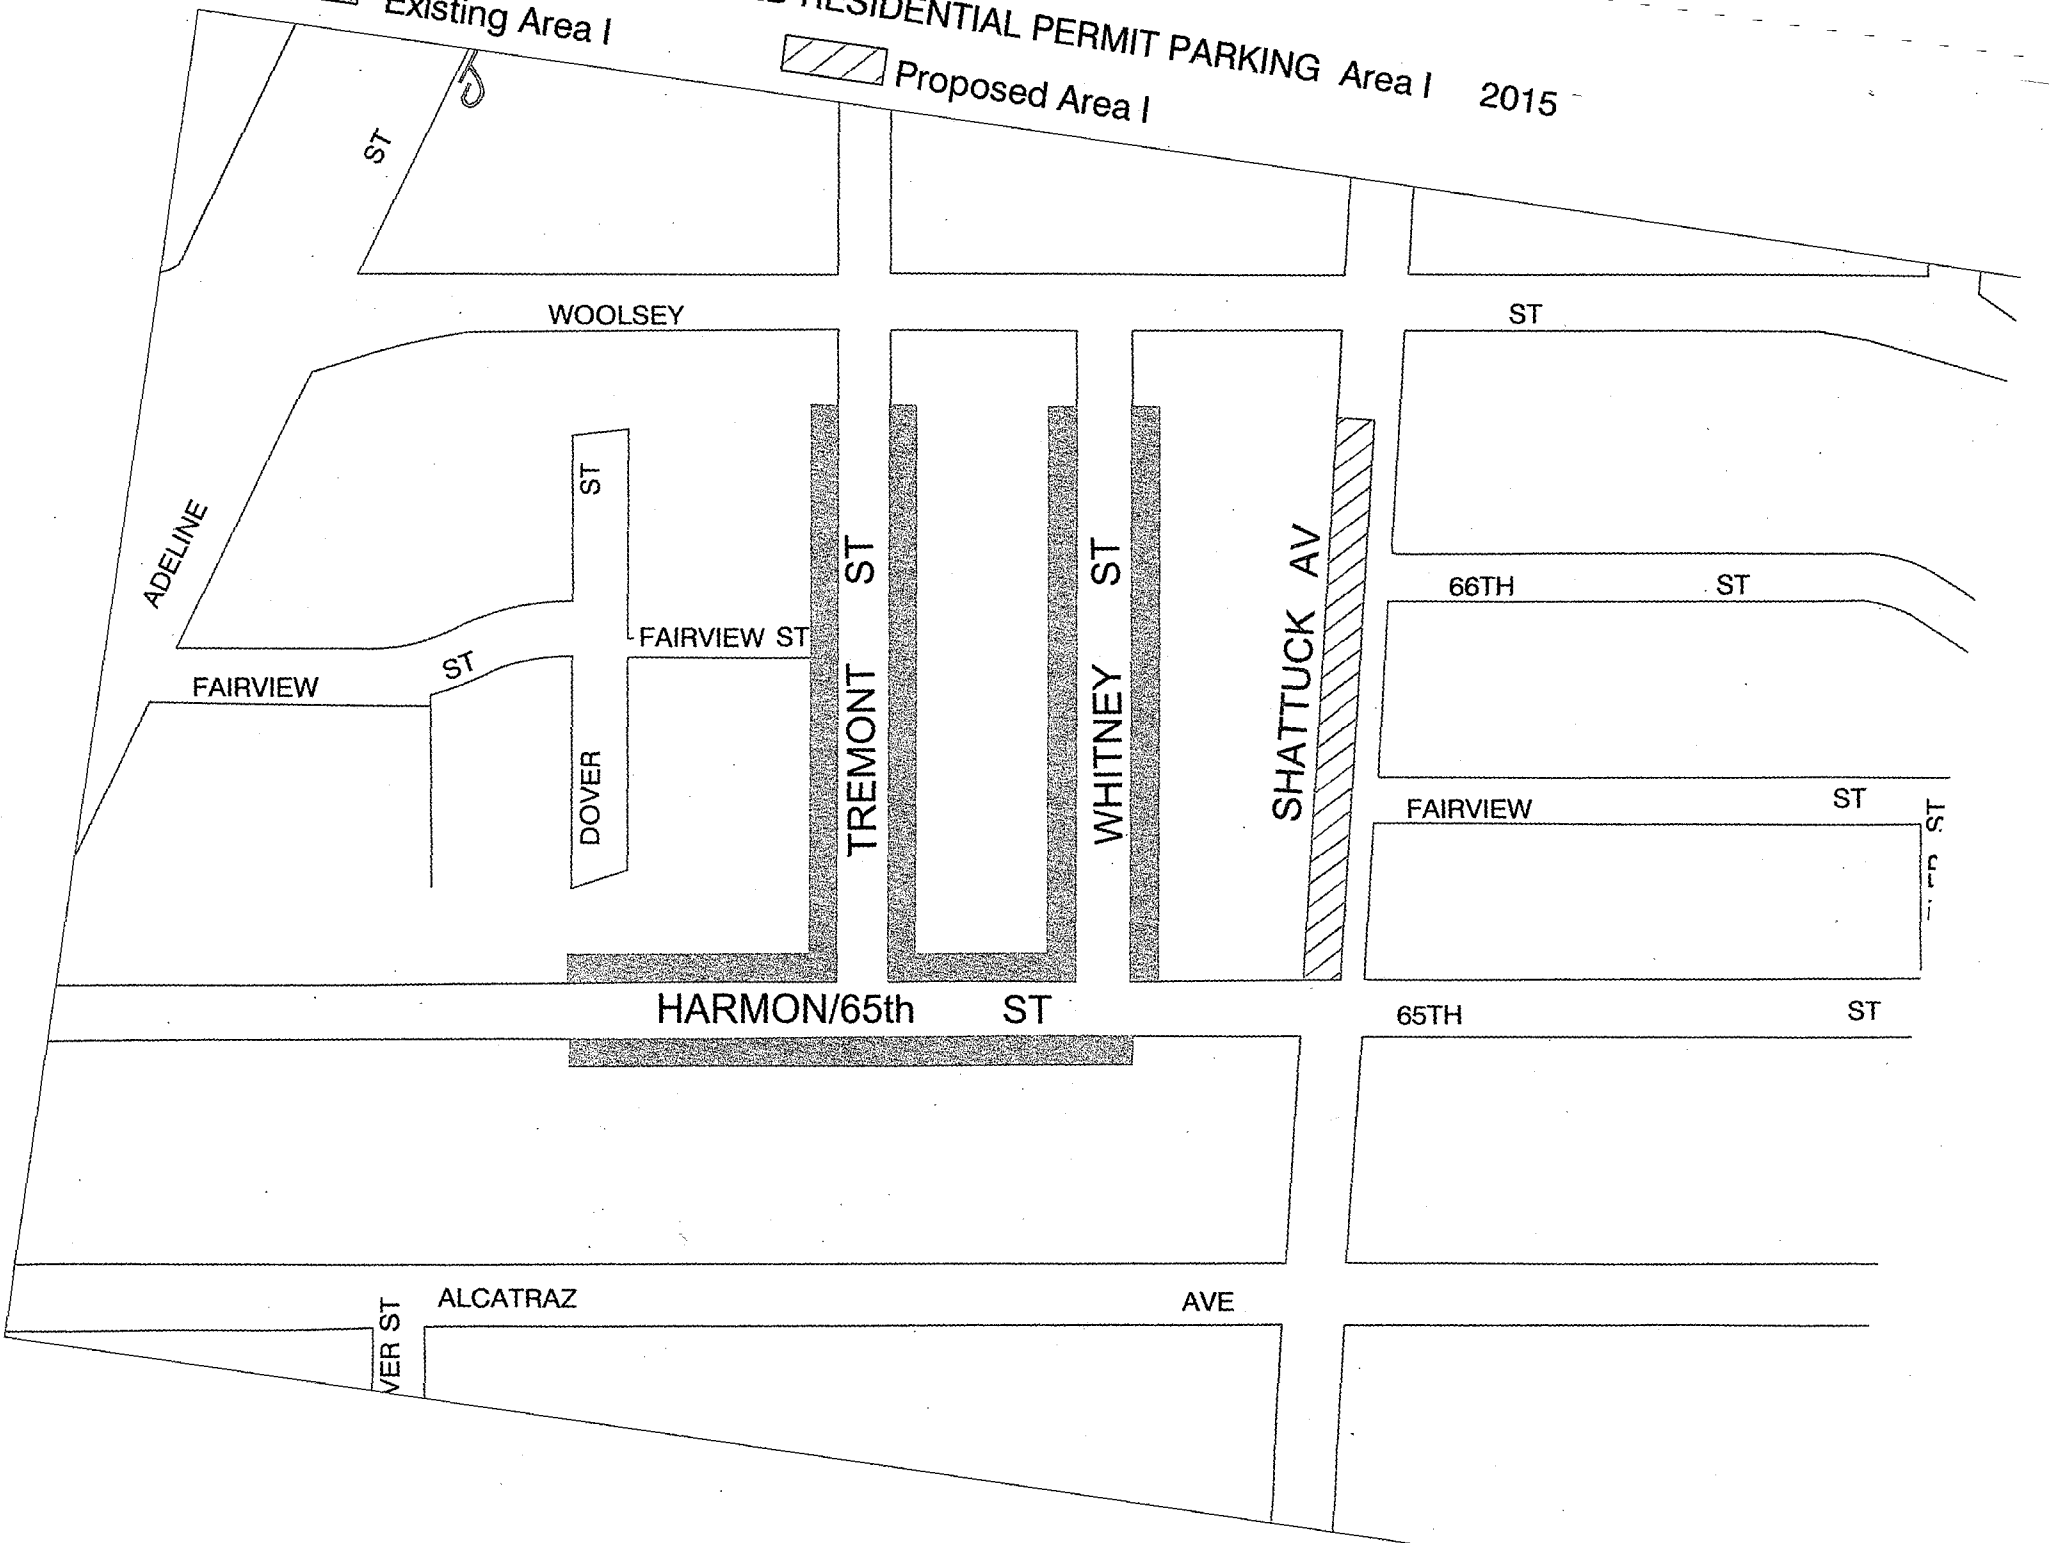 RESIDENTIAL PERMIT PARKING Area I 2015
Existing Area I
Proposed Area I
ST
WOOLSEY ST
ADELINE
ST
DOVER
FAIRVIEW ST
FAIRVIEW ST
TREMONT ST
WHITNEY ST
SHATTUCK AV
66TH ST
FAIRVIEW ST
ST
HARMON/65th ST
65TH ST
ALCATRAZ AVE
ST